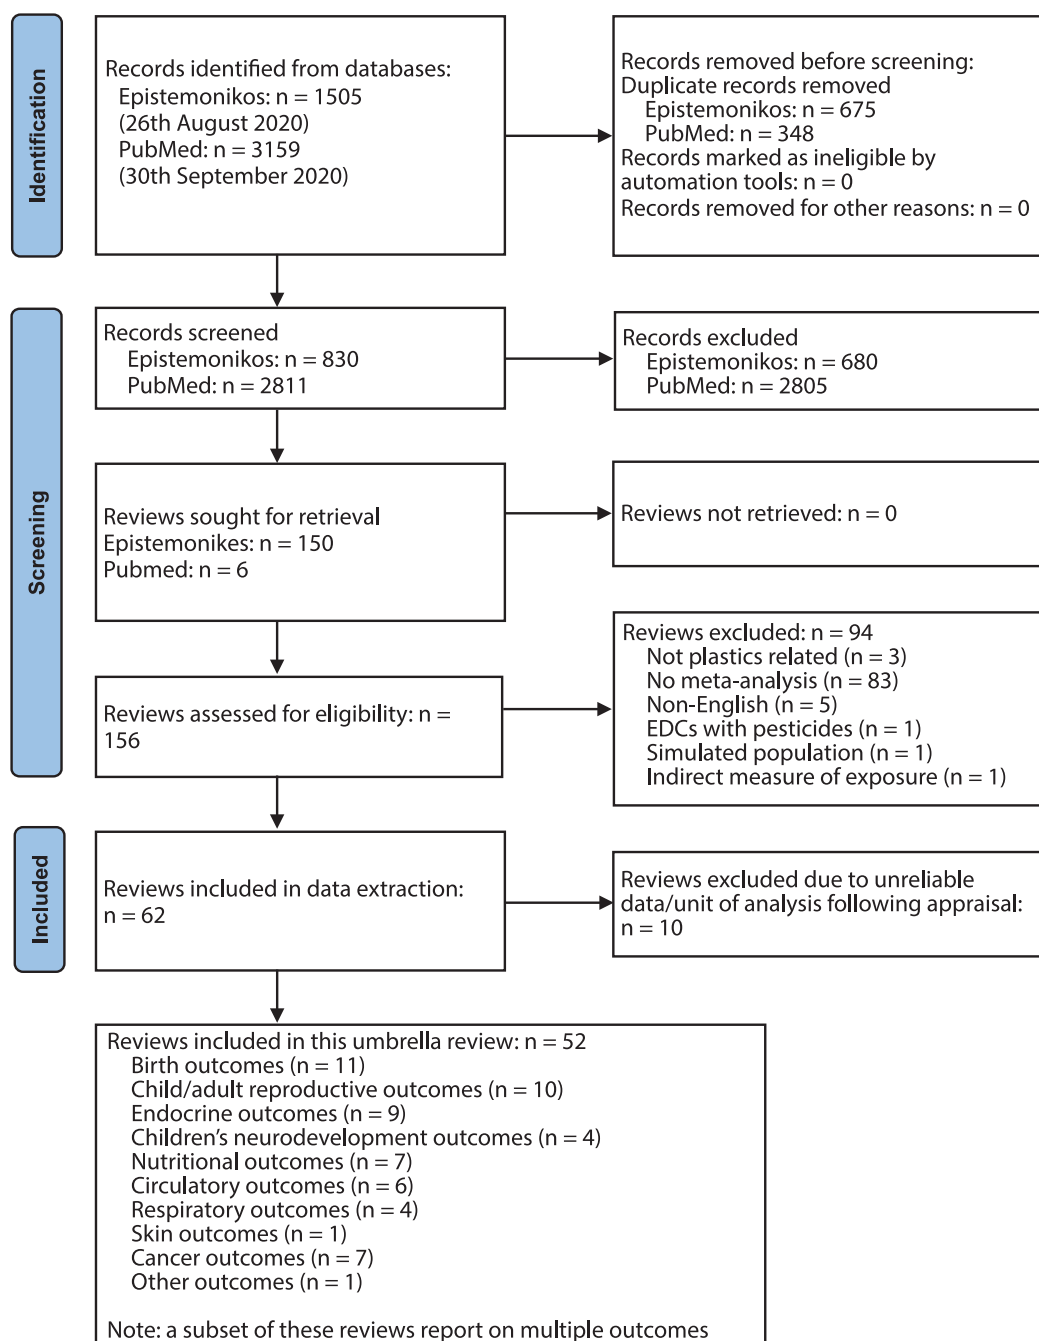 Identification
Records identified from databases:
Epistemonikos: n = 1505
(26th August 2020)
PubMed: n = 3159
(30th September 2020)
Records removed before screening:
Duplicate records removed
Epistemonikos: n = 675
PubMed: n = 348
Records marked as ineligible by
automation tools: n = 0
Records removed for other reasons: n = 0
Screening
Records screened
Epistemonikos: n = 830
PubMed: n = 2811
Records excluded
Epistemonikos: n = 680
PubMed: n = 2805
Reviews sought for retrieval
Epistemonikes: n = 150
Pubmed: n = 6
Reviews not retrieved: n = 0
Reviews assessed for eligibility: n =
156
Reviews excluded: n = 94
Not plastics related (n = 3)
No meta-analysis (n = 83)
Non-English (n = 5)
EDCs with pesticides (n = 1)
Simulated population (n = 1)
Indirect measure of exposure (n = 1)
Included
Reviews included in data extraction:
n = 62
Reviews excluded due to unreliable
data/unit of analysis following appraisal:
n = 10
Reviews included in this umbrella review: n = 52
Birth outcomes (n = 11)
Child/adult reproductive outcomes (n = 10)
Endocrine outcomes (n = 9)
Children's neurodevelopment outcomes (n = 4)
Nutritional outcomes (n = 7)
Circulatory outcomes (n = 6)
Respiratory outcomes (n = 4)
Skin outcomes (n = 1)
Cancer outcomes (n = 7)
Other outcomes (n = 1)
Note: a subset of these reviews report on multiple outcomes